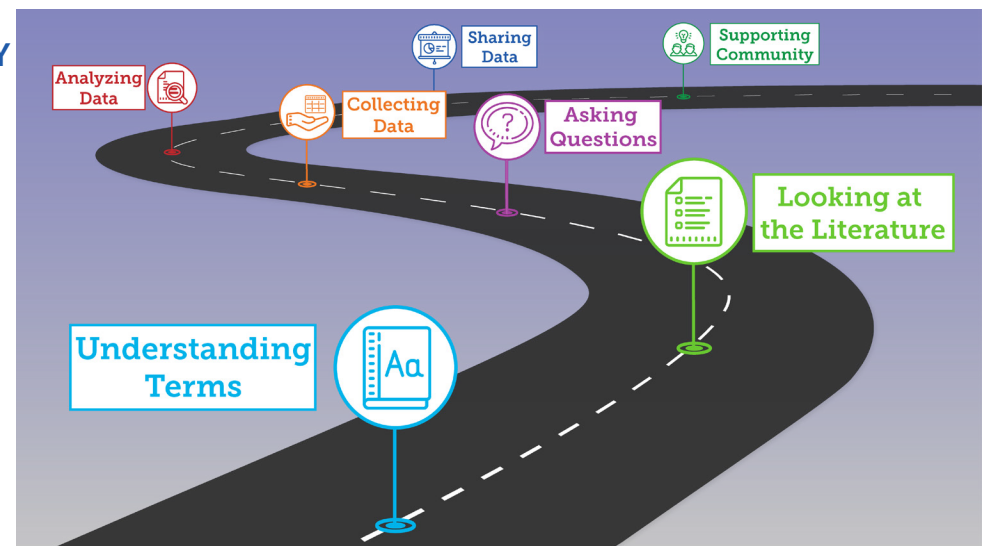 Y
Sharing
Data
Supporting
Community
Analyzing
Data
Collecting
Data
Asking
Questions
Looking at
the Literature
Understanding
Terms
Aa
?